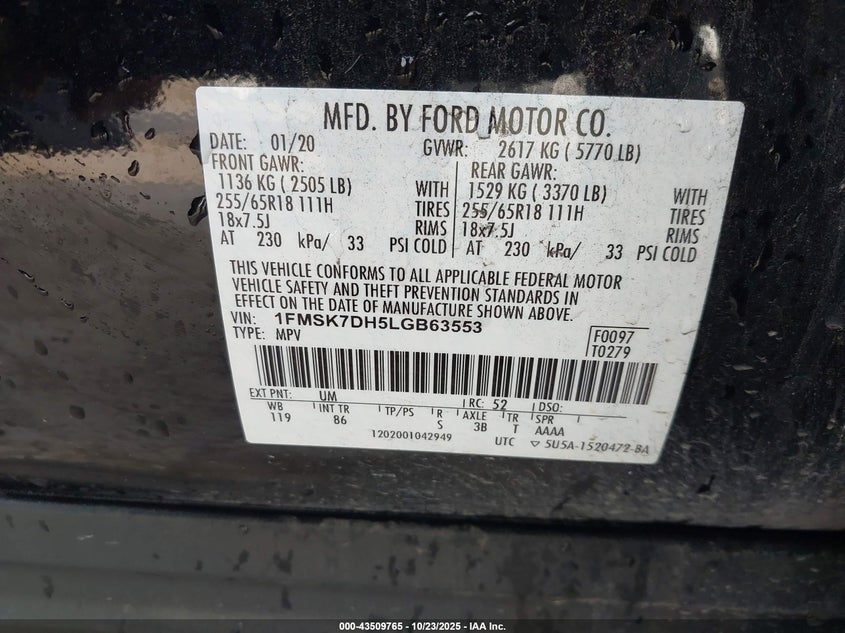 MFD. BY FORD MOTOR CO.
DATE: 01/20 GVWR: 2617 KG ( 5770 LB)
FRONT GAWR: REAR GAWR:
1136 KG ( 2505 LB) WITH 1529 KG ( 3370 LB) WITH
255/65R18 111H TIRES 255/65R18 111H TIRES
18x7.5J RIMS 18x7.5J RIMS
AT 230 kPa/ 33 PSI COLD AT 230 kPa/ 33 PSI COLD
THIS VEHICLE CONFORMS TO ALL APPLICABLE FEDERAL MOTOR
VEHICLE SAFETY AND THEFT PREVENTION STANDARDS IN
EFFECT ON THE DATE OF MANUFACTURE SHOWN ABOVE.
VIN: 1FMSK7DH5LGB63553
TYPE: MPV
F0097
T0279
EXT PNT: UM RC: 52 DSO:
WB INT TR TP/PS R AXLE TR SPR
119 86 S 3B T AAAA
1202001042949 UTC ▽ 5U5A-1520472-BA
000-43509765 - 10/23/2025 - IAA Inc.